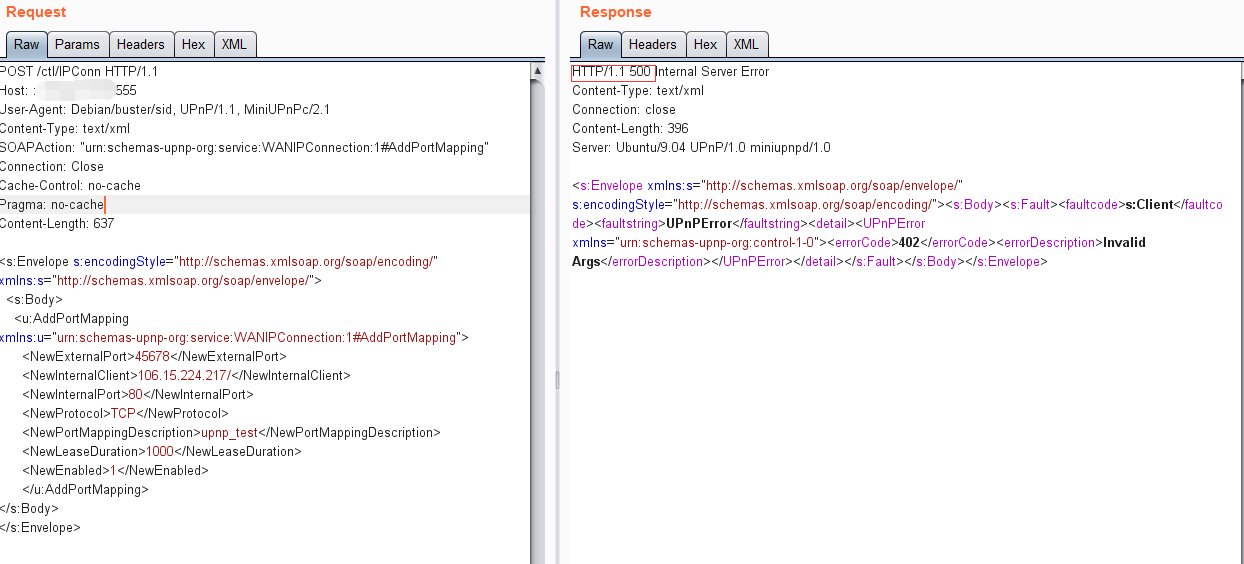 Request
Raw Params Headers Hex XML
POST /ctl/IPConn HTTP/1.1
Host: : 555
User-Agent: Debian/buster/sid, UPnP/1.1, MiniUPnPc/2.1
Content-Type: text/xml
SOAPAction: "urn:schemas-upnp-org:service:WANIPConnection:1#AddPortMapping"
Connection: Close
Cache-Control: no-cache
Pragma: no-cache
Content-Length: 637
<s:Envelope s:encodingStyle="http://schemas.xmlsoap.org/soap/encoding/"
xmlns:s="http://schemas.xmlsoap.org/soap/envelope/">
<s:Body>
<u:AddPortMapping
xmlns:u="urn:schemas-upnp-org:service:WANIPConnection:1#AddPortMapping">
<NewExternalPort>45678</NewExternalPort>
<NewInternalClient>106.15.224.217/</NewInternalClient>
<NewInternalPort>80</NewInternalPort>
<NewProtocol>TCP</NewProtocol>
<NewPortMappingDescription>upnp_test</NewPortMappingDescription>
<NewLeaseDuration>1000</NewLeaseDuration>
<NewEnabled>1</NewEnabled>
</u:AddPortMapping>
</s:Body>
</s:Envelope>
Response
Raw Headers Hex XML
HTTP/1.1 500 Internal Server Error
Content-Type: text/xml
Connection: close
Content-Length: 396
Server: Ubuntu/9.04 UPnP/1.0 miniupnpd/1.0
<s:Envelope xmlns:s="http://schemas.xmlsoap.org/soap/envelope/"
s:encodingStyle="http://schemas.xmlsoap.org/soap/encoding/"><s:Body><s:Fault><faultcode>s:Client</faultco
de><faultstring>UPnPError</faultstring><detail><UPnPError
xmlns="urn:schemas-upnp-org:control-1-0"><errorCode>402</errorCode><errorDescription>Invalid
Args</errorDescription></UPnPError></detail></s:Fault></s:Body></s:Envelope>